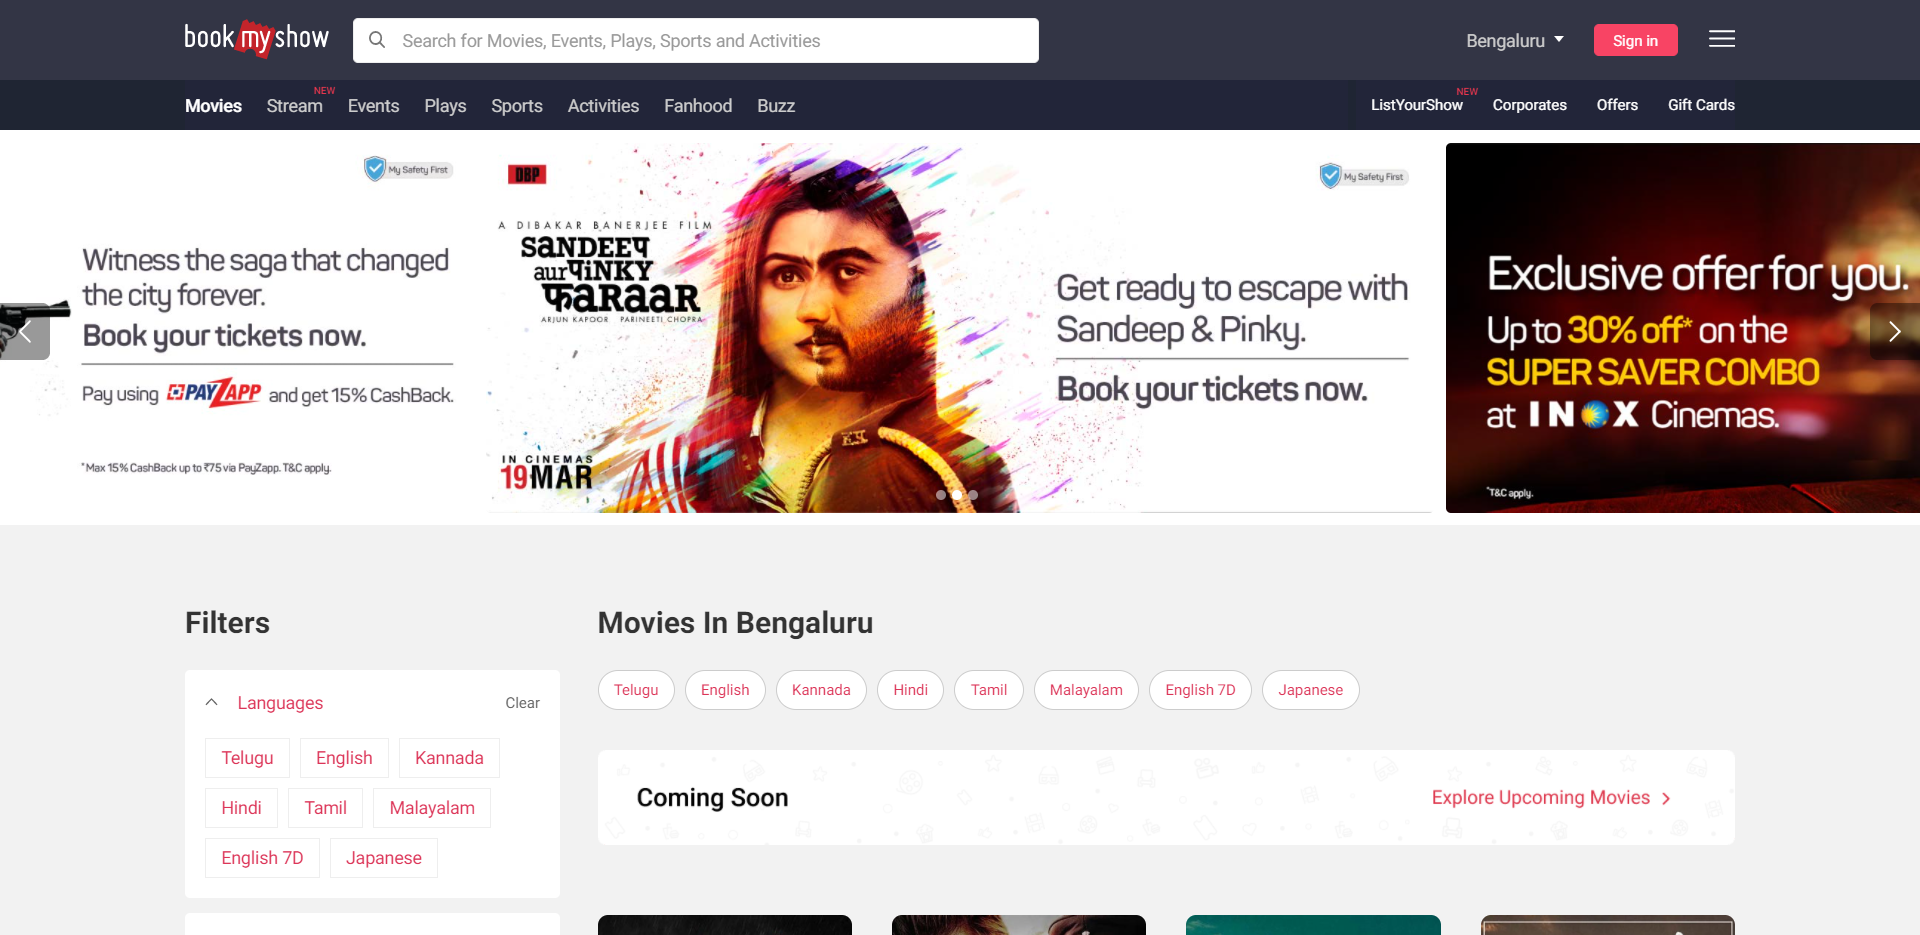 book my show
Search for Movies, Events, Plays, Sports and Activities
Bengaluru
Sign in
Movies
Stream
NEW
Events
Plays
Sports
Activities
Fanhood
Buzz
ListYourShow
NEW
Corporates
Offers
Gift Cards
My Safety First
Witness the saga that changed
the city forever.
Book your tickets now.
Pay using PAYZAPP and get 15% CashBack.
*Max 15% CashBack up to ₹75 via PayZapp. T&C apply.
DBP
A DIBAKAR BANERJEE FILM
SANDEEP
aur PiNKY
फaRaaR
ARJUN KAPOOR PARINEETI CHOPRA
IN CINEMAS
19 MAR
My Safety First
Get ready to escape with
Sandeep & Pinky.
Book your tickets now.
Exclusive offer for you.
Up to 30% off* on the
SUPER SAVER COMBO
at INOX Cinemas.
*T&C apply.
Filters
Languages
Clear
Telugu English Kannada
Hindi Tamil Malayalam
English 7D Japanese
Movies In Bengaluru
Telugu English Kannada Hindi Tamil Malayalam English 7D Japanese
Coming Soon
Explore Upcoming Movies >